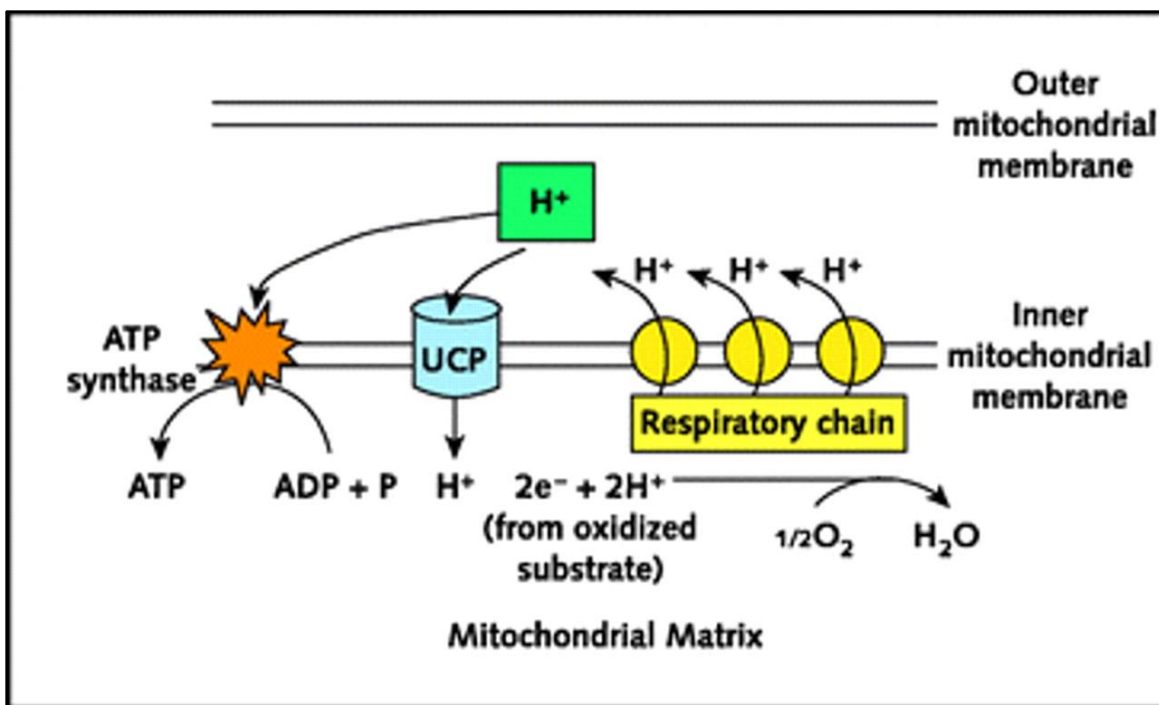 Outer
mitochondrial
membrane
H⁺
H⁺ H⁺ H⁺
ATP
synthase
UCP
Inner
mitochondrial
membrane
Respiratory chain
ATP
ADP + P
H⁺
2e⁻ + 2H⁺
(from oxidized
substrate)
1/2O₂
H₂O
Mitochondrial Matrix